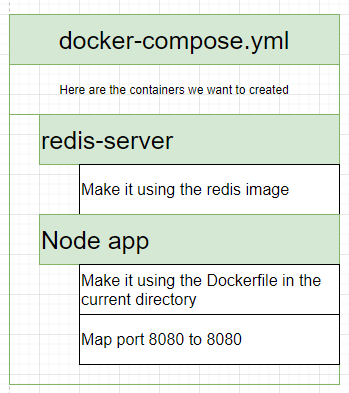 docker-compose.yml
Here are the containers we want to created
redis-server
Make it using the redis image
Node app
Make it using the Dockerfile in the
current directory
Map port 8080 to 8080